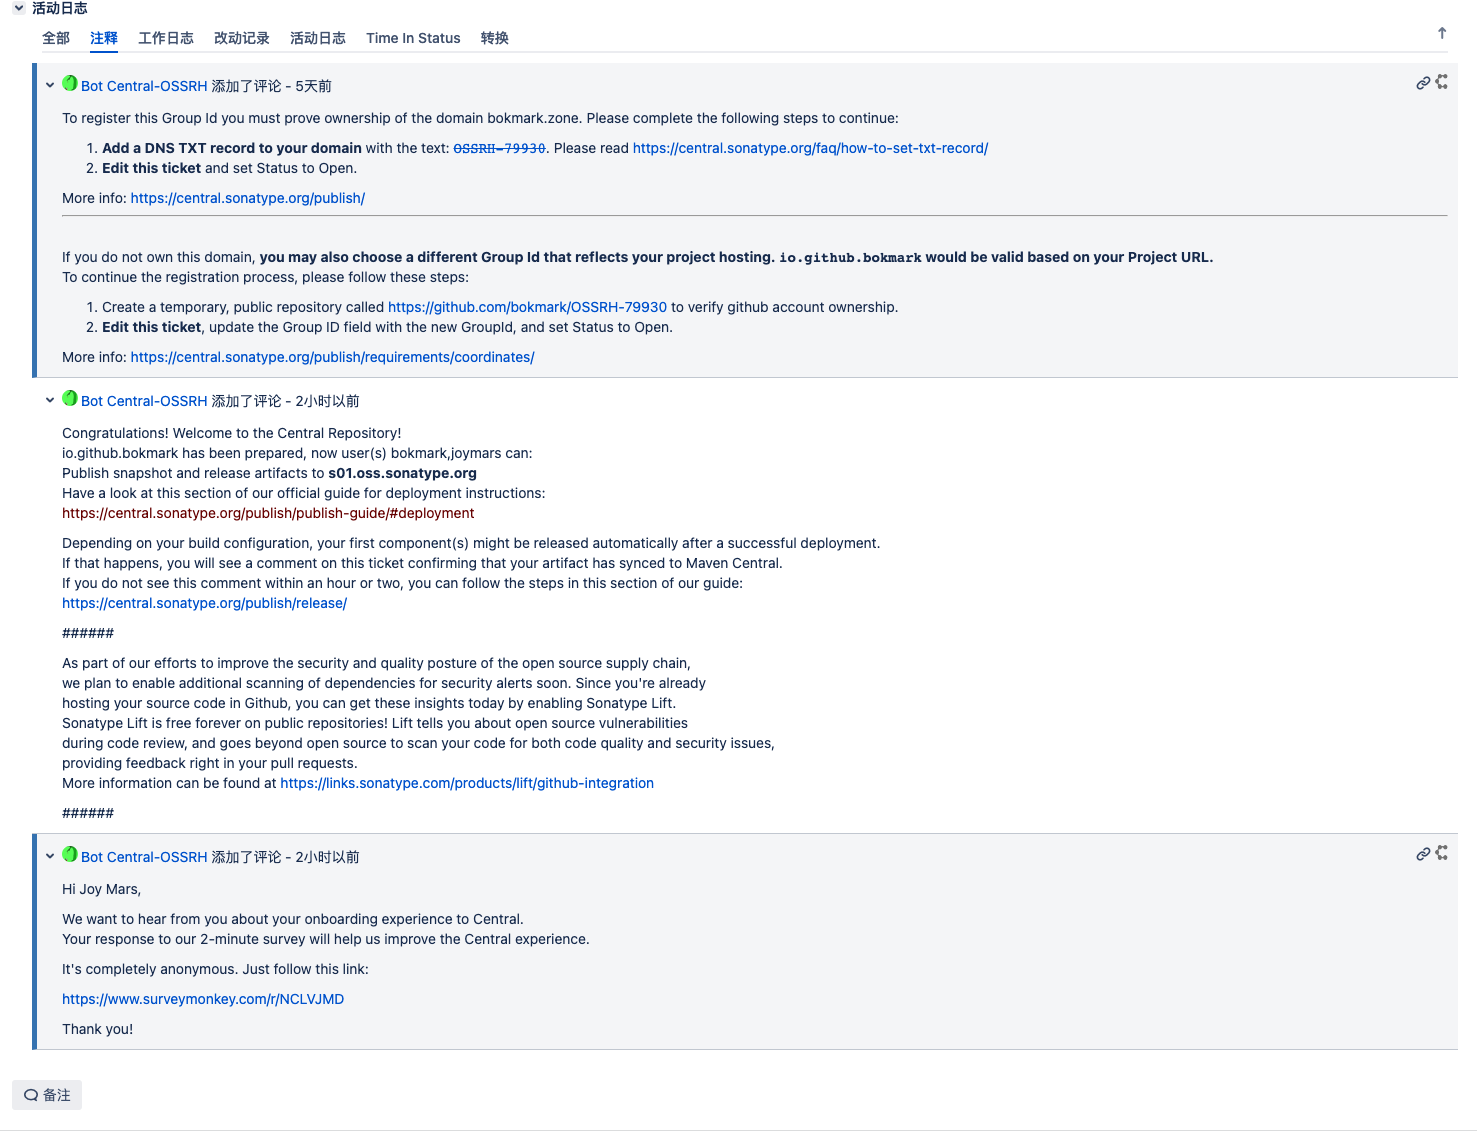 活动日志
全部 注释 工作日志 改动记录 活动日志 Time In Status 转换
Bot Central-OSSRH 添加了评论 - 5天前
To register this Group Id you must prove ownership of the domain bokmark.zone. Please complete the following steps to continue:
1. Add a DNS TXT record to your domain with the text: OSSRH-79930. Please read https://central.sonatype.org/faq/how-to-set-txt-record/
2. Edit this ticket and set Status to Open.
More info: https://central.sonatype.org/publish/
If you do not own this domain, you may also choose a different Group Id that reflects your project hosting. io.github.bokmark would be valid based on your Project URL.
To continue the registration process, please follow these steps:
1. Create a temporary, public repository called https://github.com/bokmark/OSSRH-79930 to verify github account ownership.
2. Edit this ticket, update the Group ID field with the new GroupId, and set Status to Open.
More info: https://central.sonatype.org/publish/requirements/coordinates/
Bot Central-OSSRH 添加了评论 - 2小时以前
Congratulations! Welcome to the Central Repository!
io.github.bokmark has been prepared, now user(s) bokmark,joymars can:
Publish snapshot and release artifacts to s01.oss.sonatype.org
Have a look at this section of our official guide for deployment instructions:
https://central.sonatype.org/publish/publish-guide/#deployment
Depending on your build configuration, your first component(s) might be released automatically after a successful deployment.
If that happens, you will see a comment on this ticket confirming that your artifact has synced to Maven Central.
If you do not see this comment within an hour or two, you can follow the steps in this section of our guide:
https://central.sonatype.org/publish/release/
######
As part of our efforts to improve the security and quality posture of the open source supply chain,
we plan to enable additional scanning of dependencies for security alerts soon. Since you're already
hosting your source code in Github, you can get these insights today by enabling Sonatype Lift.
Sonatype Lift is free forever on public repositories! Lift tells you about open source vulnerabilities
during code review, and goes beyond open source to scan your code for both code quality and security issues,
providing feedback right in your pull requests.
More information can be found at https://links.sonatype.com/products/lift/github-integration
######
Bot Central-OSSRH 添加了评论 - 2小时以前
Hi Joy Mars,
We want to hear from you about your onboarding experience to Central.
Your response to our 2-minute survey will help us improve the Central experience.
It's completely anonymous. Just follow this link:
https://www.surveymonkey.com/r/NCLVJMD
Thank you!
备注